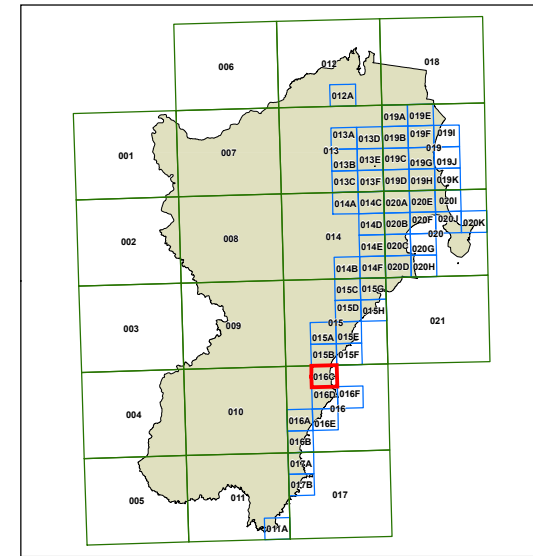 006 012 018
012A
019A 019E
001 007 013A 013D 019B 019F 019I
013 019
013B 013E 019C 019G 019J
013C 013F 019D 019H 019K
014A 014C 020A 020E 020I
002 008 014 014D 020B 020F 020J 020K
020
014E 020C 020G
014B 014F 020D 020H
015C 015G
003 009 015D 015H 021
015
015A 015E
015B 015F
016C
004 010 016D 016F
016
016A 016E
016B
017A
005 011 017B 017
011A